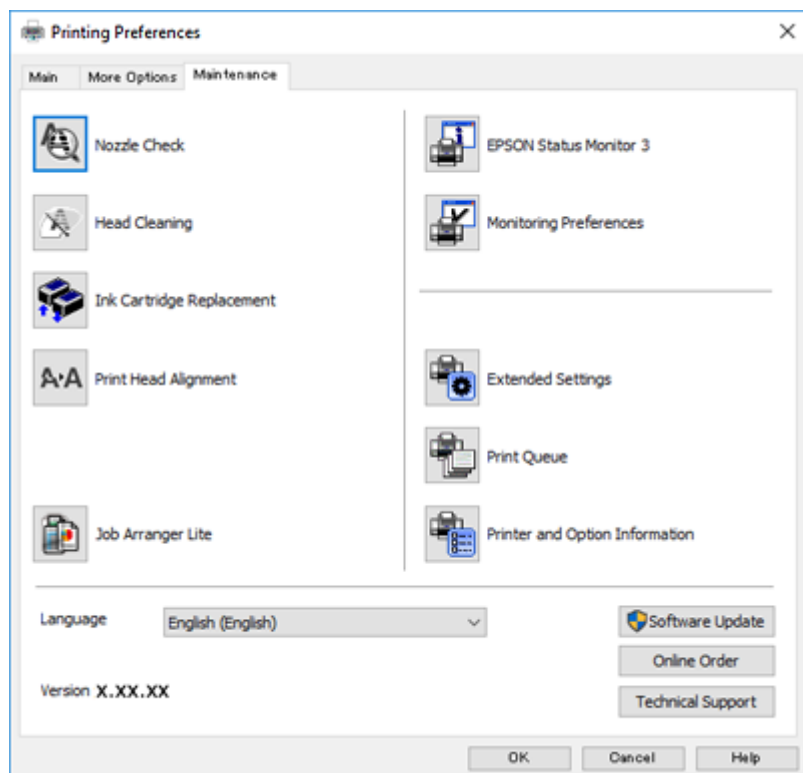 Printing Preferences
Main More Options Maintenance
Nozzle Check
Head Cleaning
Ink Cartridge Replacement
A·A Print Head Alignment
Job Arranger Lite
EPSON Status Monitor 3
Monitoring Preferences
Extended Settings
Print Queue
Printer and Option Information
Language English (English)
Software Update
Online Order
Version X.XX.XX
Technical Support
OK Cancel Help